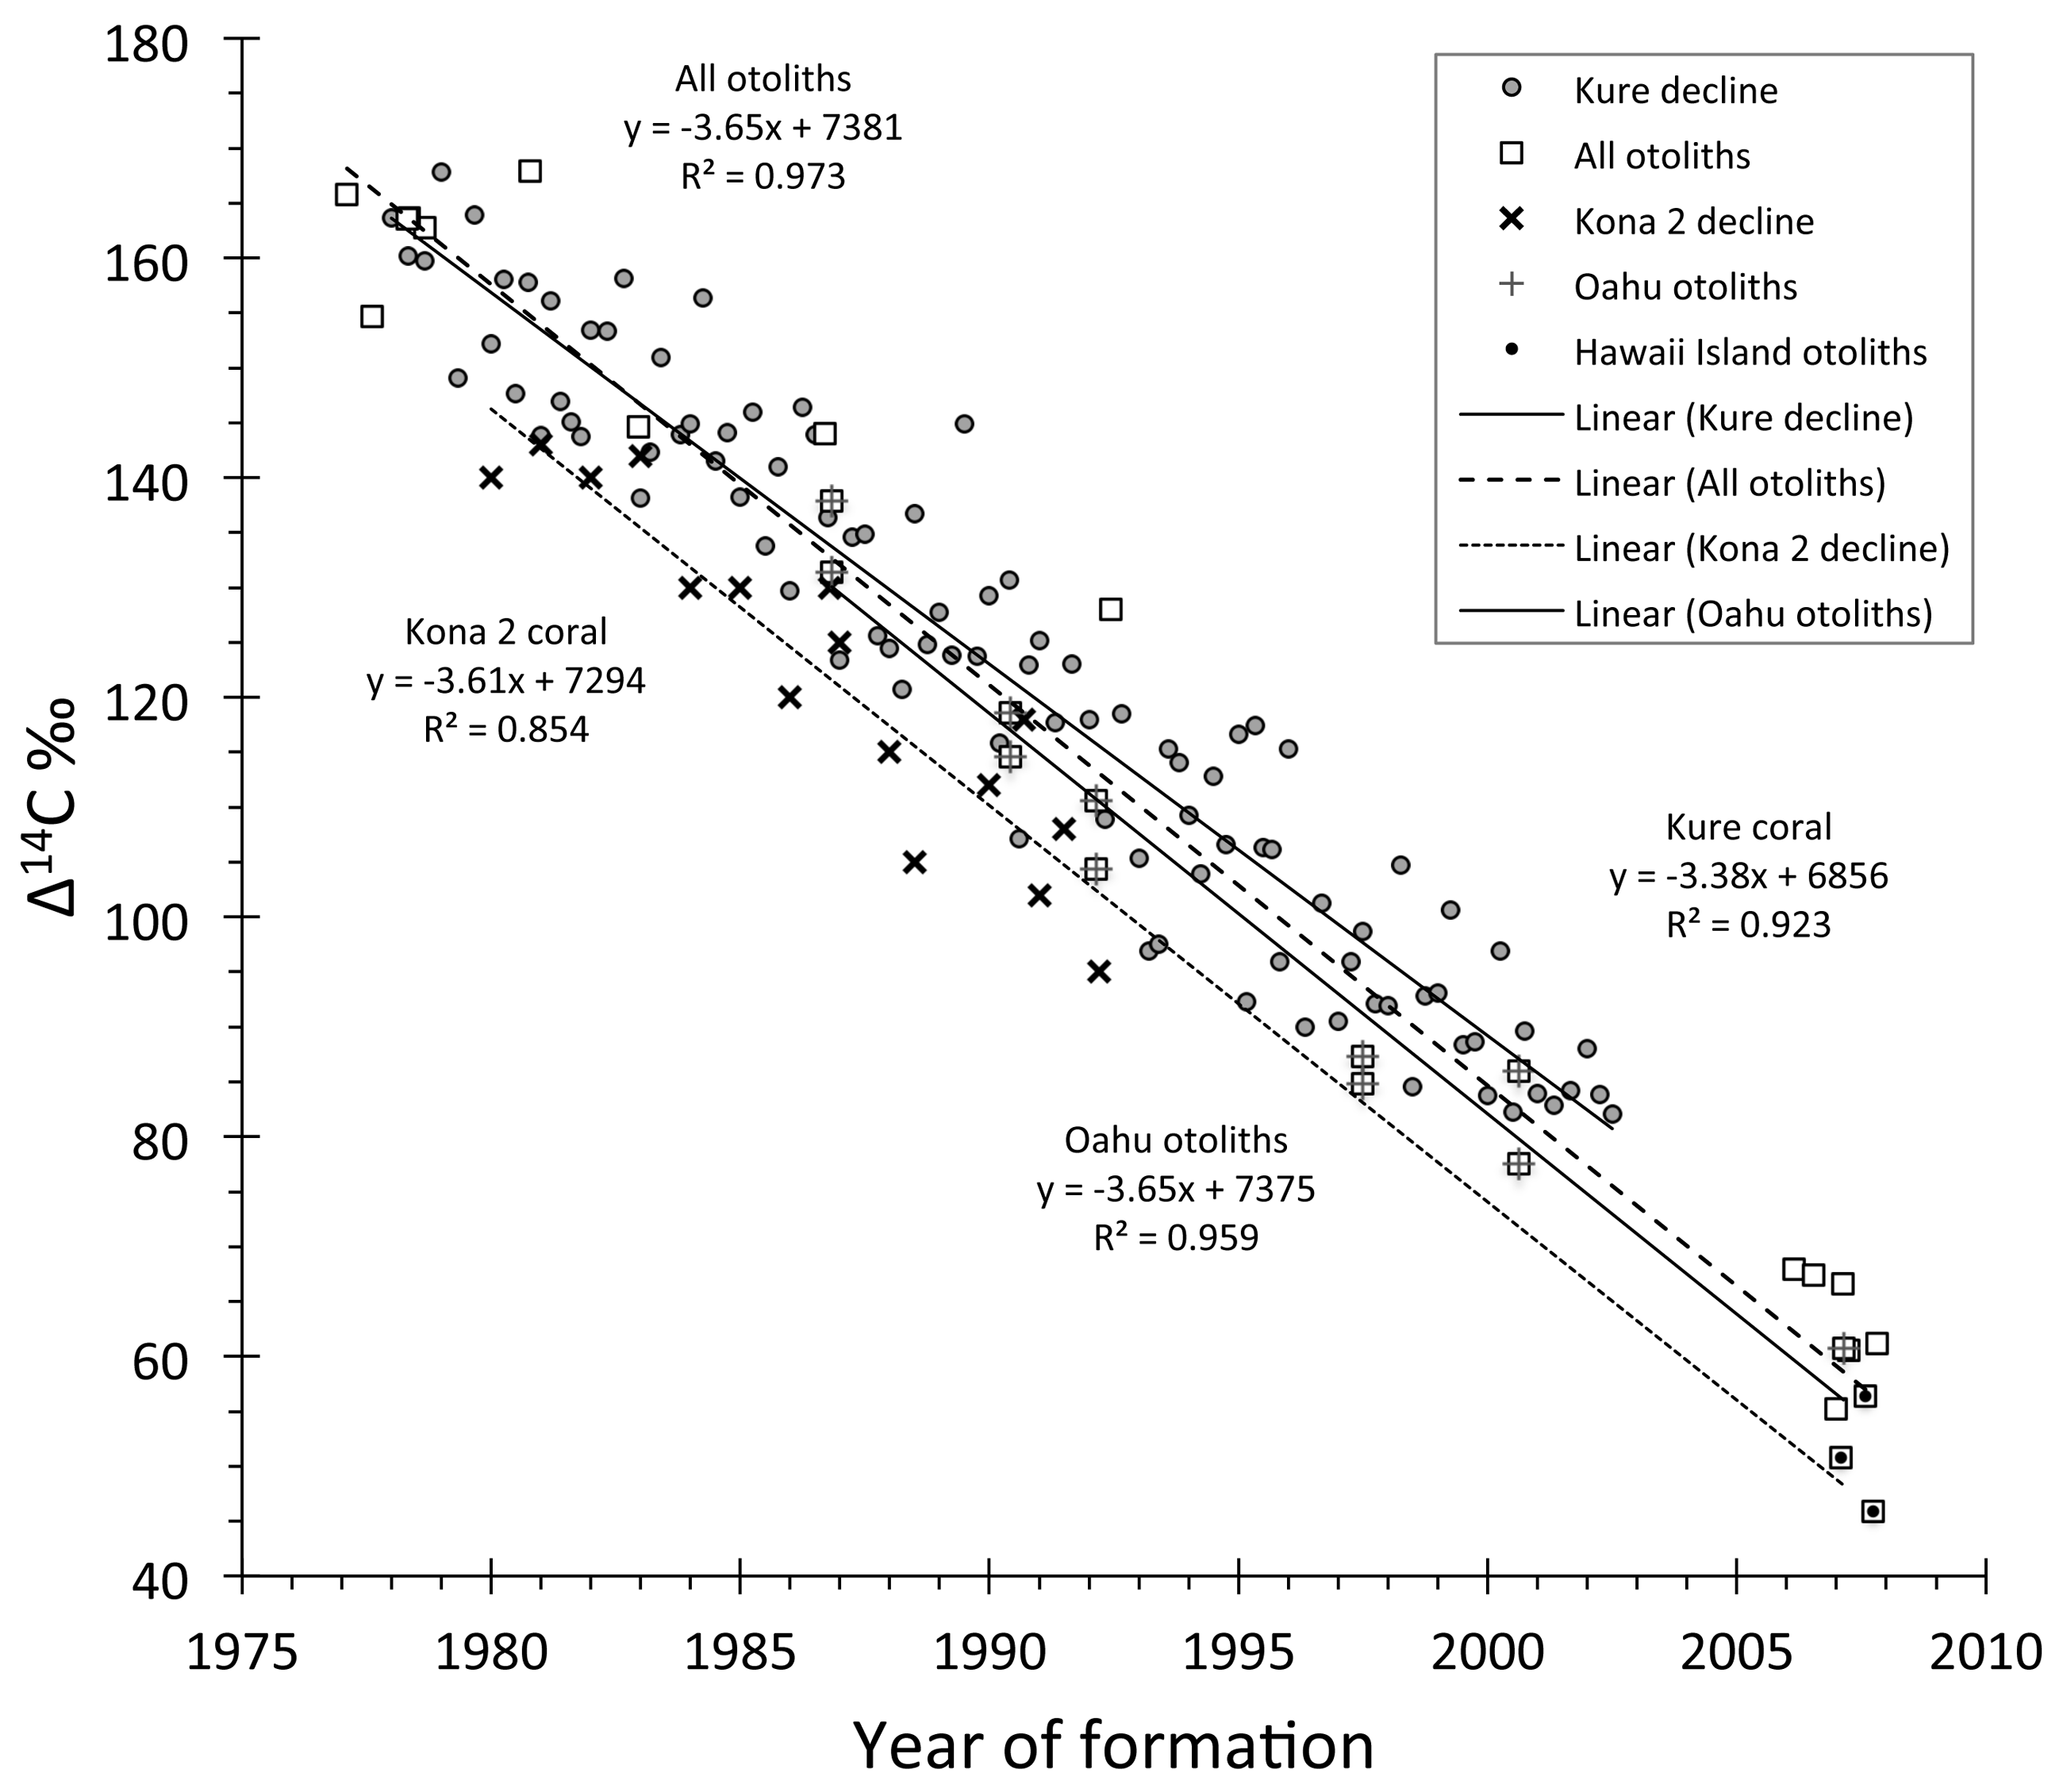 180
160
140
120
100
80
60
40
Δ¹⁴C ‰
All otoliths
y = -3.65x + 7381
R² = 0.973
Kure decline
All otoliths
Kona 2 decline
Oahu otoliths
Hawaii Island otoliths
Linear (Kure decline)
Linear (All otoliths)
Linear (Kona 2 decline)
Linear (Oahu otoliths)
Kona 2 coral
y = -3.61x + 7294
R² = 0.854
Kure coral
y = -3.38x + 6856
R² = 0.923
Oahu otoliths
y = -3.65x + 7375
R² = 0.959
1975 1980 1985 1990 1995 2000 2005 2010
Year of formation